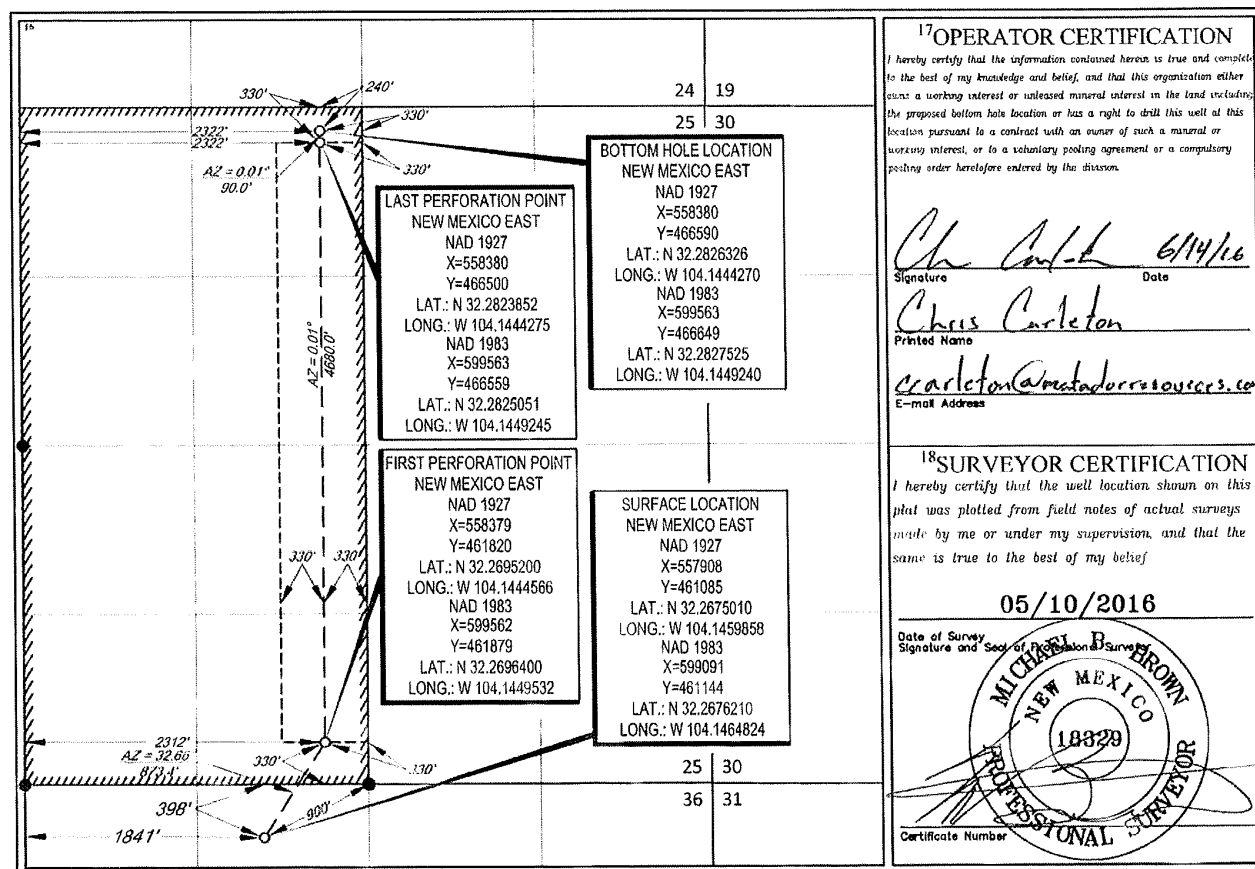 16
330'
240'
330'
24 | 19
25 | 30
2322'
2322'
330'
AZ = 0.01°
90.0'
BOTTOM HOLE LOCATION
NEW MEXICO EAST
NAD 1927
X=558380
Y=466590
LAT.: N 32.2826326
LONG.: W 104.1444270
NAD 1983
X=599563
Y=466649
LAT.: N 32.2827525
LONG.: W 104.1449240
LAST PERFORATION POINT
NEW MEXICO EAST
NAD 1927
X=558380
Y=466500
LAT.: N 32.2823852
LONG.: W 104.1444275
NAD 1983
X=599563
Y=466559
LAT.: N 32.2825051
LONG.: W 104.1449245
AZ = 0.01°
4680.0'
FIRST PERFORATION POINT
NEW MEXICO EAST
NAD 1927
X=558379
Y=461820
LAT.: N 32.2695200
LONG.: W 104.1444566
NAD 1983
X=599562
Y=461879
LAT.: N 32.2696400
LONG.: W 104.1449532
SURFACE LOCATION
NEW MEXICO EAST
NAD 1927
X=557908
Y=461085
LAT.: N 32.2675010
LONG.: W 104.1459858
NAD 1983
X=599091
Y=461144
LAT.: N 32.2676210
LONG.: W 104.1464824
330'
330'
2312'
AZ = 32.66
873.4'
330'
330'
25 | 30
36 | 31
398'
900'
1841'
17 OPERATOR CERTIFICATION
I hereby certify that the information contained herein is true and complete
to the best of my knowledge and belief, and that this organization either
owns a working interest or unleased mineral interest in the land including
the proposed bottom hole location or has a right to drill this well at this
location pursuant to a contract with an owner of such a mineral or
working interest, or to a voluntary pooling agreement or a compulsory
pooling order heretofore entered by the division.
6/14/16
Signature Date
Chris Carleton
Printed Name
ccarleton@matadorresources.co
E-mail Address
18 SURVEYOR CERTIFICATION
I hereby certify that the well location shown on this
plat was plotted from field notes of actual surveys
made by me or under my supervision, and that the
same is true to the best of my belief
05/10/2016
Date of Survey
Signature and Seal of Professional Surveyor
MICHAEL B. BROWN
NEW MEXICO
18329
PROFESSIONAL SURVEYOR
Certificate Number